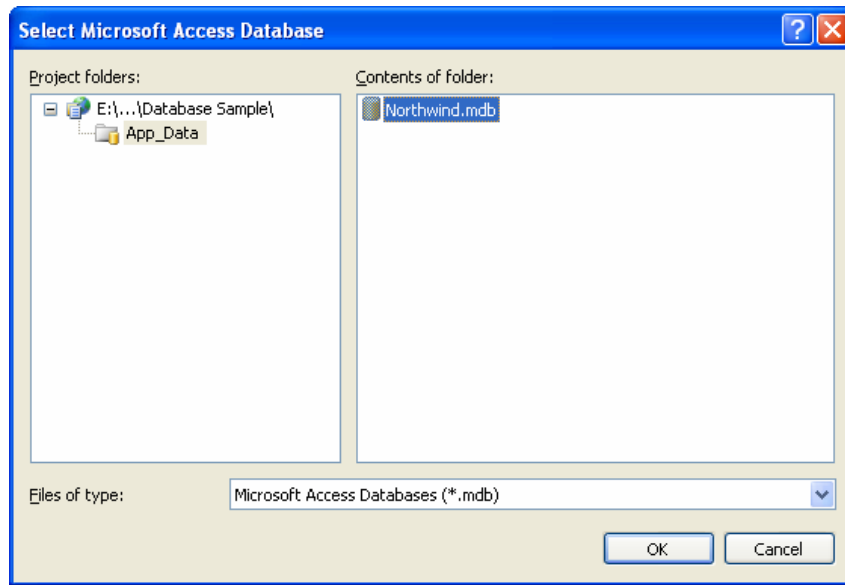 Select Microsoft Access Database
Project folders:
Contents of folder:
E:\...\Database Sample\
App_Data
Northwind.mdb
Files of type:
Microsoft Access Databases (*.mdb)
OK
Cancel